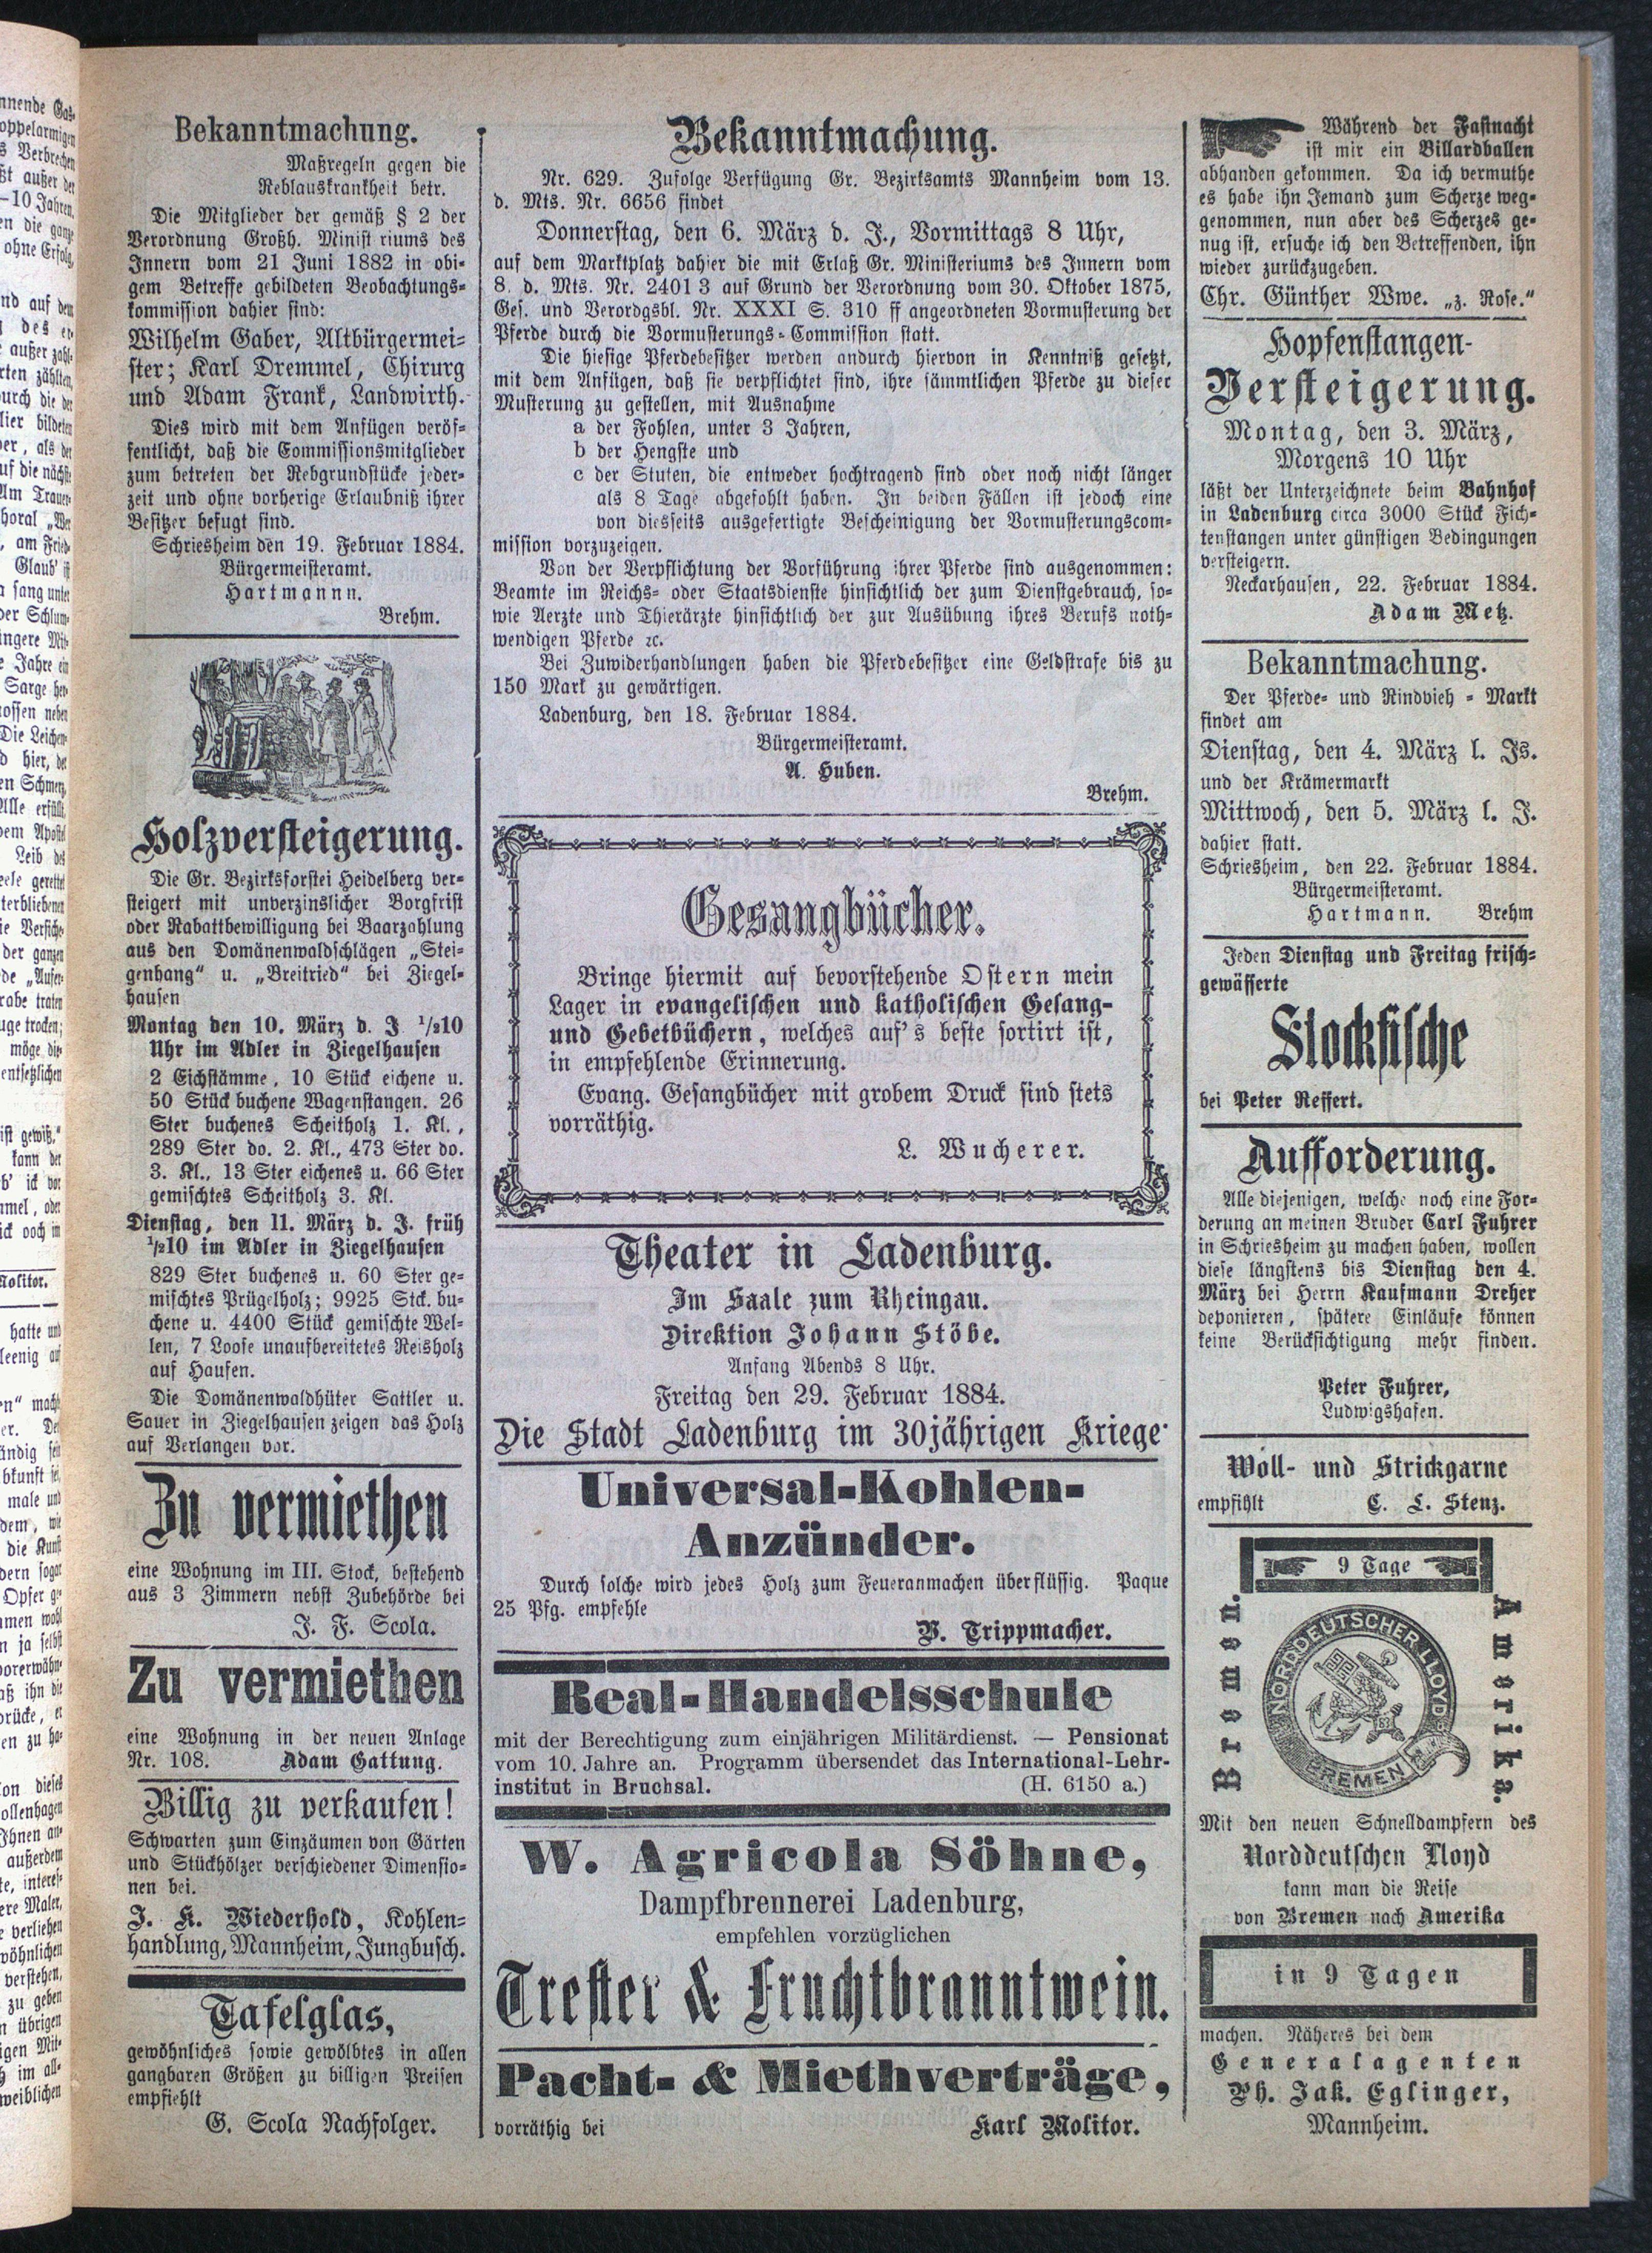 Bekanntmachung.
Maßregeln gegen die
Reblauskrankheit betr.
Die Mitglieder der gemäß § 2 der
Verordnung Großh. Minist riums des
Innern vom 21 Juni 1882 in obi-
gem Betreffe gebildeten Beobachtungs-
kommission dahier sind:
Wilhelm Gaber, Altbürgermei-
ster; Karl Dremmel, Chirurg
und Adam Frank, Landwirth.
Dies wird mit dem Anfügen veröf-
fentlicht, daß die Commissionsmitglieder
zum betreten der Rebgrundstücke jeder-
zeit und ohne vorherige Erlaubniß ihrer
Besitzer befugt sind.
Schriesheim den 19. Februar 1884.
Bürgermeisteramt.
Hartmannn.
Brehm.
Holzversteigerung.
Die Gr. Bezirksforstei Heidelberg ver-
steigert mit unverzinslicher Borgfrist
oder Rabattbewilligung bei Baarzahlung
aus den Domänenwaldschlägen „Stei-
genhang“ u. „Breitried“ bei Ziegel-
hausen
Montag den 10. März d. J. ½10
Uhr im Adler in Ziegelhausen
2 Eichstämme, 10 Stück eichene u.
50 Stück buchene Wagenstangen. 26
Ster buchenes Scheitholz 1. Kl.,
289 Ster do. 2. Kl., 473 Ster do.
3. Kl., 13 Ster eichenes u. 66 Ster
gemischtes Scheitholz 3. Kl.
Dienstag, den 11. März d. J. früh
½10 im Adler in Ziegelhausen
829 Ster buchenes u. 60 Ster ge-
mischtes Prügelholz; 9925 Stck. bu-
chene u. 4400 Stück gemischte Wel-
len, 7 Loose unaufbereitetes Reisholz
auf Haufen.
Die Domänenwaldhüter Sattler u.
Sauer in Ziegelhausen zeigen das Holz
auf Verlangen vor.
Zu vermiethen
eine Wohnung im III. Stock, bestehend
aus 3 Zimmern nebst Zubehörde bei
J. F. Scola.
Zu vermiethen
eine Wohnung in der neuen Anlage
Nr. 108. Adam Gattung.
Billig zu verkaufen!
Schwarten zum Einzäumen von Gärten
und Stückhölzer verschiedener Dimensio-
nen bei.
J. K. Wiederhold, Kohlen-
handlung, Mannheim, Jungbusch.
Tafelglas,
gewöhnliches sowie gewölbtes in allen
gangbaren Größen zu billigen Preisen
empfiehlt
G. Scola Nachfolger.
Bekanntmachung.
Nr. 629. Zufolge Verfügung Gr. Bezirksamts Mannheim vom 13.
d. Mts. Nr. 6656 findet
Donnerstag, den 6. März d. J., Vormittags 8 Uhr,
auf dem Marktplatz dahier die mit Erlaß Gr. Ministeriums des Innern vom
8. d. Mts. Nr. 2401 3 auf Grund der Verordnung vom 30. Oktober 1875,
Ges. und Verordgsbl. Nr. XXXI S. 310 ff angeordneten Vormusterung der
Pferde durch die Vormusterungs-Commission statt.
Die hiesige Pferdebesitzer werden andurch hiervon in Kenntniß gesetzt,
mit dem Anfügen, daß sie verpflichtet sind, ihre sämmtlichen Pferde zu dieser
Musterung zu gestellen, mit Ausnahme
a der Fohlen, unter 3 Jahren,
b der Hengste und
c der Stuten, die entweder hochtragend sind oder noch nicht länger
als 8 Tage abgefohlt haben. In beiden Fällen ist jedoch eine
von diesseits ausgefertigte Bescheinigung der Vormusterungscom-
mission vorzuzeigen.
Von der Verpflichtung der Vorführung ihrer Pferde sind ausgenommen:
Beamte im Reichs- oder Staatsdienste hinsichtlich der zum Dienstgebrauch, so-
wie Aerzte und Thierärzte hinsichtlich der zur Ausübung ihres Berufs noth-
wendigen Pferde ꝛc.
Bei Zuwiderhandlungen haben die Pferdebesitzer eine Geldstrafe bis zu
150 Mark zu gewärtigen.
Ladenburg, den 18. Februar 1884.
Bürgermeisteramt.
A. Huben.
Brehm.
Gesangbücher.
Bringe hiermit auf bevorstehende Ostern mein
Lager in evangelischen und katholischen Gesang-
und Gebetbüchern, welches auf's beste sortirt ist,
in empfehlende Erinnerung.
Evang. Gesangbücher mit grobem Druck sind stets
vorräthig.
L. Wucherer.
Theater in Ladenburg.
Im Saale zum Rheingau.
Direktion Johann Stöbe.
Anfang Abends 8 Uhr.
Freitag den 29. Februar 1884.
Die Stadt Ladenburg im 30jährigen Kriege
Universal-Kohlen-
Anzünder.
Durch solche wird jedes Holz zum Feueranmachen überflüssig. Paque
25 Pfg. empfehle
P. Trippmacher.
Real-Handelsschule
mit der Berechtigung zum einjährigen Militärdienst. — Pensionat
vom 10. Jahre an. Programm übersendet das International-Lehr-
institut in Bruchsal. (H. 6150 a.)
W. Agricola Söhne,
Dampfbrennerei Ladenburg,
empfehlen vorzüglichen
Trester & Fruchtbranntwein.
Pacht- & Miethverträge,
vorräthig bei Karl Molitor.
Während der Fastnacht
ist mir ein Billardballen
abhanden gekommen. Da ich vermuthe
es habe ihn Jemand zum Scherze weg-
genommen, nun aber des Scherzes ge-
nug ist, ersuche ich den Betreffenden, ihn
wieder zurückzugeben.
Chr. Günther Wwe. „z. Rose.“
Hopfenstangen-
Versteigerung.
Montag, den 3. März,
Morgens 10 Uhr
läßt der Unterzeichnete beim Bahnhof
in Ladenburg circa 3000 Stück Fich-
tenstangen unter günstigen Bedingungen
versteigern.
Neckarhausen, 22. Februar 1884.
Adam Metz.
Bekanntmachung.
Der Pferde- und Rindvieh-Markt
findet am
Dienstag, den 4. März l. Js.
und der Krämermarkt
Mittwoch, den 5. März l. J.
dahier statt.
Schriesheim, den 22. Februar 1884.
Bürgermeisteramt.
Hartmann. Brehm
Jeden Dienstag und Freitag frisch-
gewässerte
Stockfische
bei Peter Reffert.
Aufforderung.
Alle diejenigen, welche noch eine For-
derung an meinen Bruder Carl Fuhrer
in Schriesheim zu machen haben, wollen
diese längstens bis Dienstag den 4.
März bei Herrn Kaufmann Dreher
deponieren, spätere Einläufe können
keine Berücksichtigung mehr finden.
Peter Fuhrer,
Ludwigshafen.
Woll- und Strickgarne
empfihlt C. L. Stenz.
9 Tage
Bremen.
NORDDEUTSCHER LLOYD
BREMEN
Amerika.
Mit den neuen Schnelldampfern des
Norddeutschen Lloyd
kann man die Reise
von Bremen nach Amerika
in 9 Tagen
machen. Näheres bei dem
Generalagenten
Ph. Jak. Eglinger,
Mannheim.